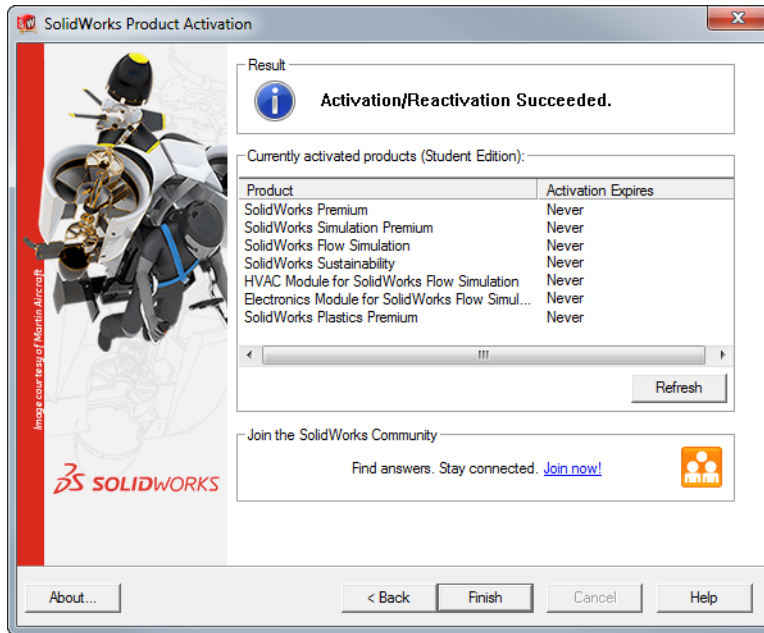 SolidWorks Product Activation
Result
Activation/Reactivation Succeeded.
Currently activated products (Student Edition):
Product Activation Expires
SolidWorks Premium Never
SolidWorks Simulation Premium Never
SolidWorks Flow Simulation Never
SolidWorks Sustainability Never
HVAC Module for SolidWorks Flow Simulation Never
Electronics Module for SolidWorks Flow Simul... Never
SolidWorks Plastics Premium Never
Refresh
Join the SolidWorks Community
Find answers. Stay connected. Join now!
Image courtesy of Martin Aircraft
SOLIDWORKS
About... < Back Finish Cancel Help